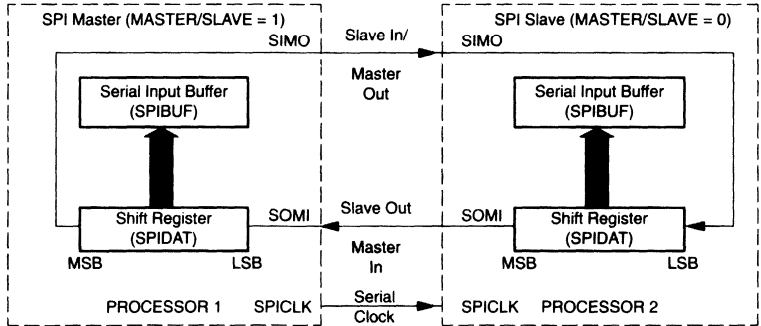 SPI Master (MASTER/SLAVE = 1)
SIMO
Serial Input Buffer
(SPIBUF)
Shift Register
(SPIDAT)
SOMI
MSB
LSB
PROCESSOR 1
SPICLK
Slave In/
Master
Out
Slave Out
Master
In
Serial
Clock
SPI Slave (MASTER/SLAVE = 0)
SIMO
Serial Input Buffer
(SPIBUF)
SOMI
Shift Register
(SPIDAT)
MSB
LSB
SPICLK
PROCESSOR 2